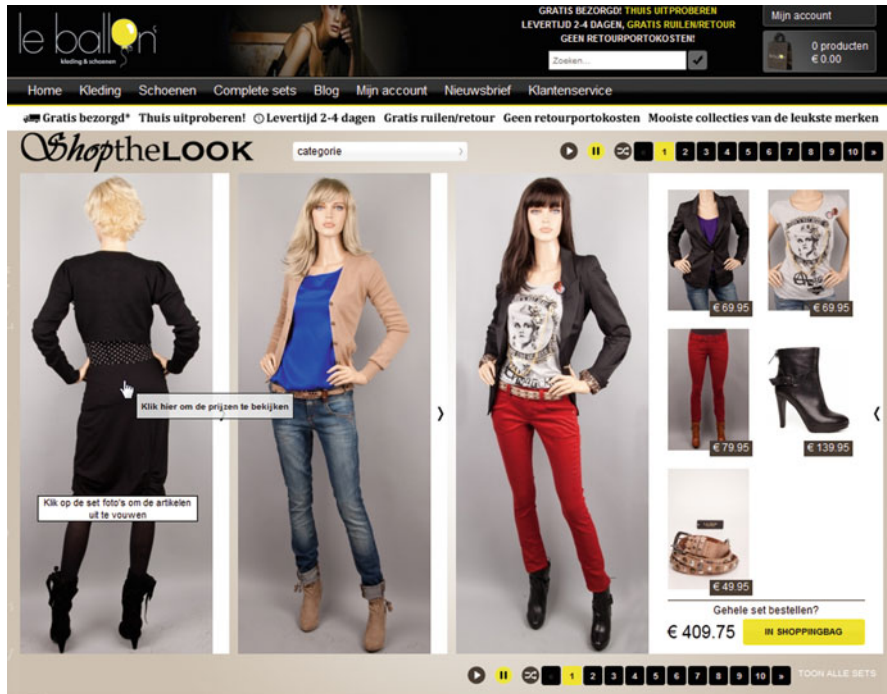 le ballon
kleding & schoenen
GRATIS BEZORGD! THUIS UITPROBEREN
LEVERTIJD 2-4 DAGEN, GRATIS RUILEN/RETOUR
GEEN RETOURPORTOKOSTEN!
Zoeken...
Mijn account
0 producten
€ 0.00
Home Kleding Schoenen Complete sets Blog Mijn account Nieuwsbrief Klantenservice
Gratis bezorgd* Thuis uitproberen! Levertijd 2-4 dagen Gratis ruilen/retour Geen retourportokosten Mooiste collecties van de leukste merken
ShoptheLOOK
categorie
« 1 2 3 4 5 6 7 8 9 10 »
€ 69.95
€ 69.95
Klik hier om de prijzen te bekijken
€ 79.95
€ 139.95
Klik op de set foto's om de artikelen
uit te vouwen
€ 49.95
Gehele set bestellen?
€ 409.75
IN SHOPPINGBAG
« 1 2 3 4 5 6 7 8 9 10 »
TOON ALLE SETS